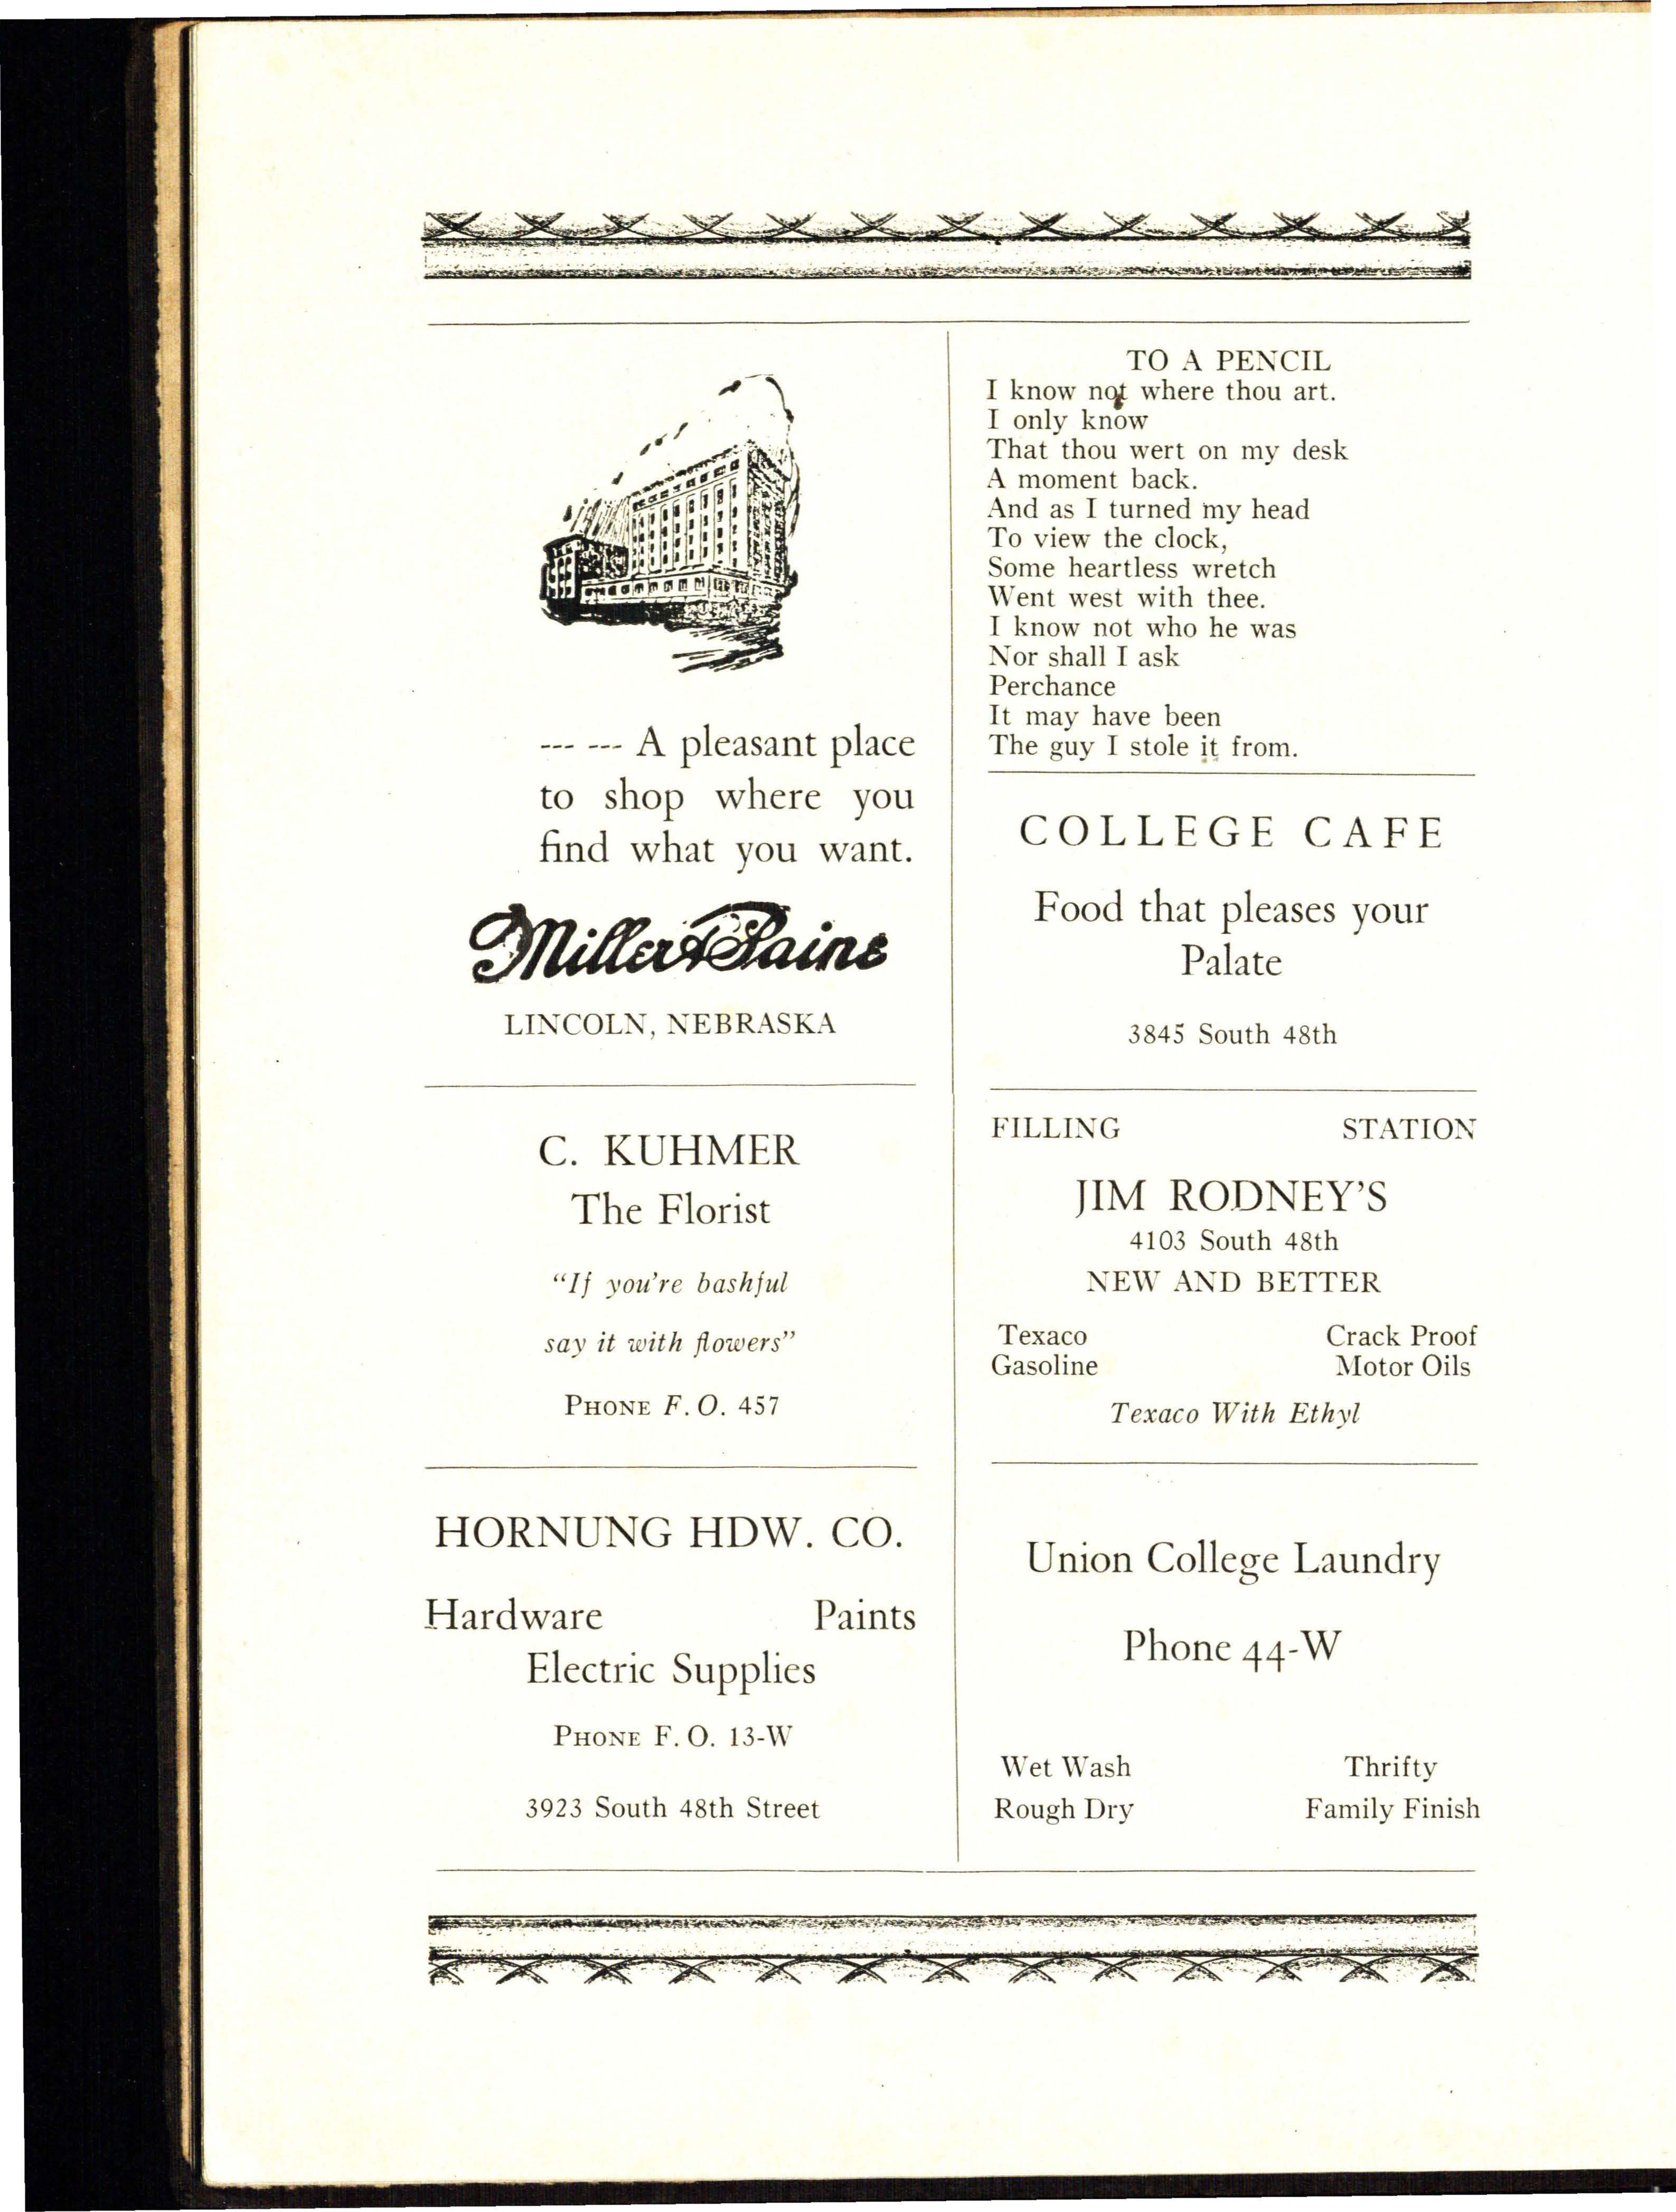 --- --- A pleasant place
to shop where you
find what you want.
Miller & Paine
LINCOLN, NEBRASKA
C. KUHMER
The Florist
“If you’re bashful
say it with flowers”
PHONE F. O. 457
HORNUNG HDW. CO.
Hardware Paints
Electric Supplies
PHONE F. O. 13-W
3923 South 48th Street
TO A PENCIL
I know not where thou art.
I only know
That thou wert on my desk
A moment back.
And as I turned my head
To view the clock,
Some heartless wretch
Went west with thee.
I know not who he was
Nor shall I ask
Perchance
It may have been
The guy I stole it from.
COLLEGE CAFE
Food that pleases your
Palate
3845 South 48th
FILLING STATION
JIM RODNEY’S
4103 South 48th
NEW AND BETTER
Texaco Crack Proof
Gasoline Motor Oils
Texaco With Ethyl
Union College Laundry
Phone 44-W
Wet Wash Thrifty
Rough Dry Family Finish